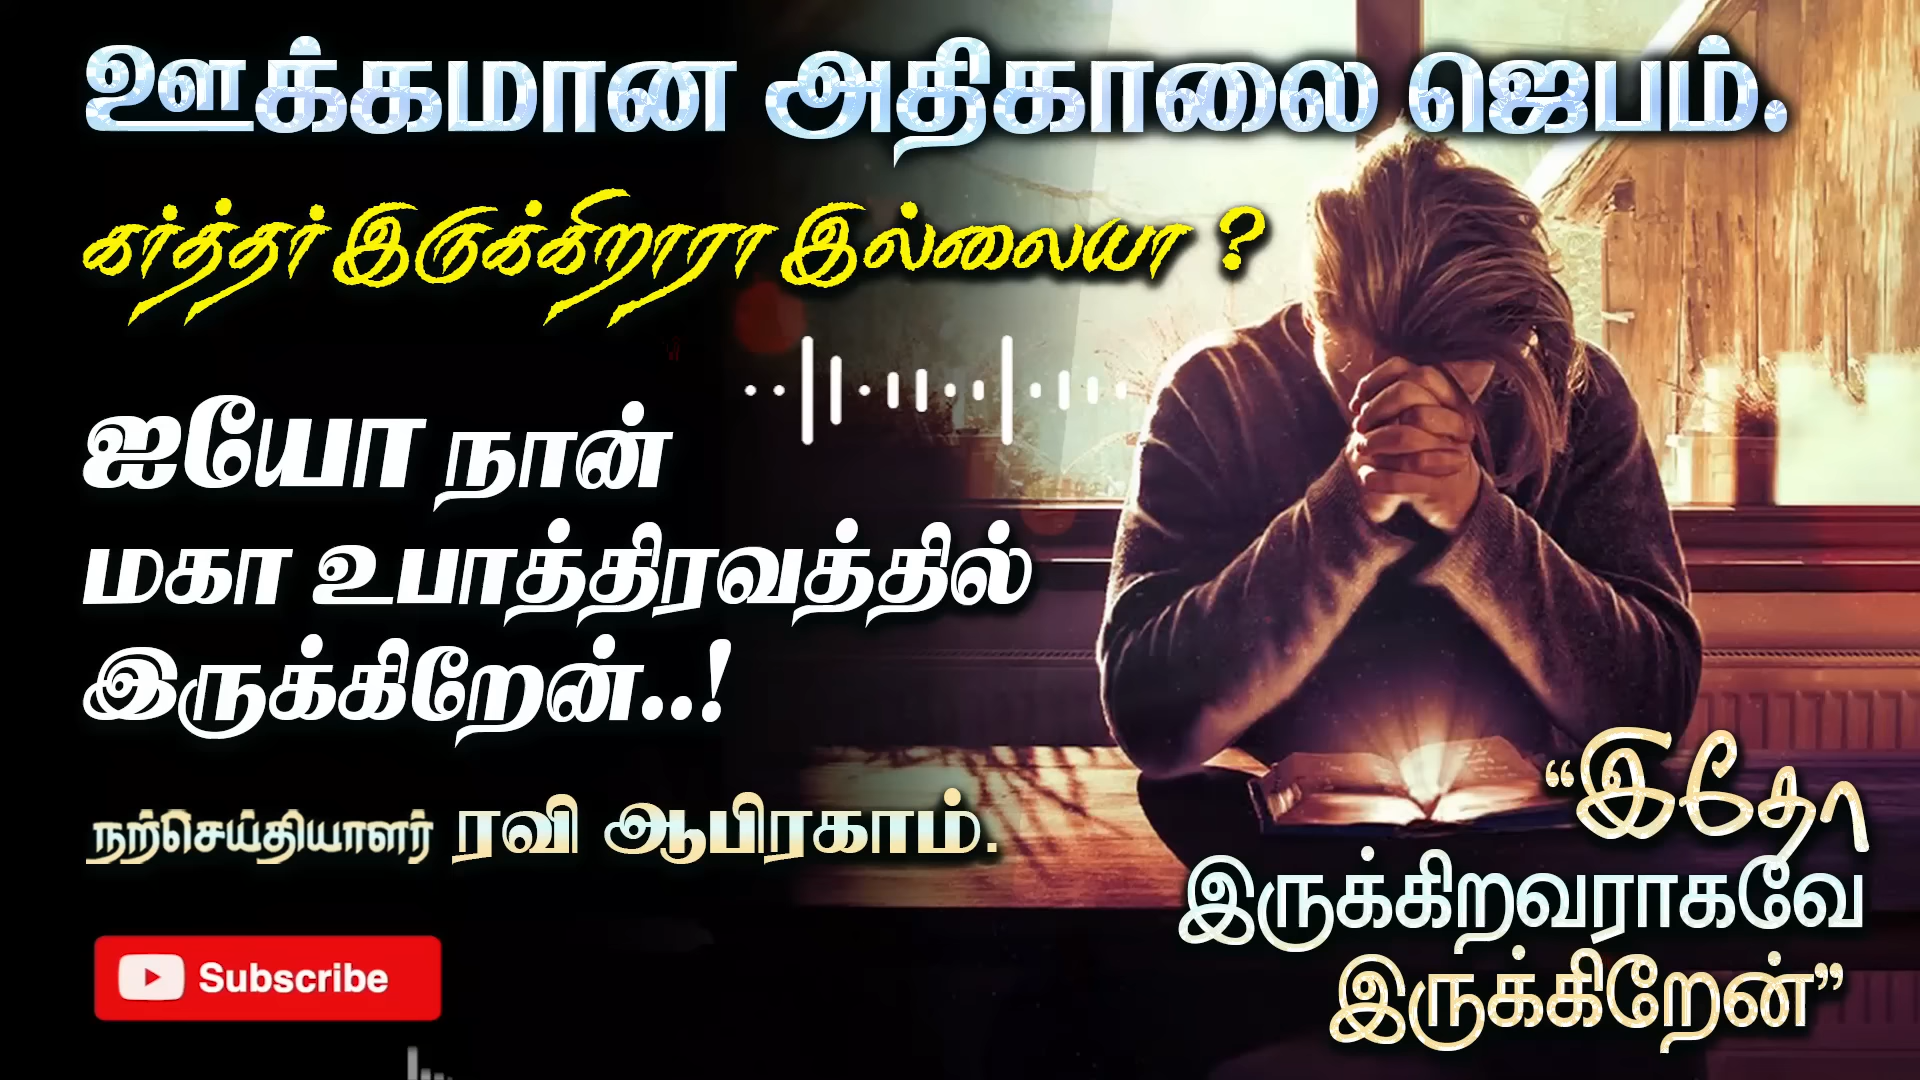 ஊக்கமான அதிகாலை ஜெபம்.
கர்த்தர் இருக்கிறாரா இல்லையா ?
ஐயோ நான்
மகா உபாத்திரவத்தில்
இருக்கிறேன்..!
நற்செய்தியாளர் ரவி ஆபிரகாம்.
Subscribe
“இதோ
இருக்கிறவராகவே
இருக்கிறேன்”